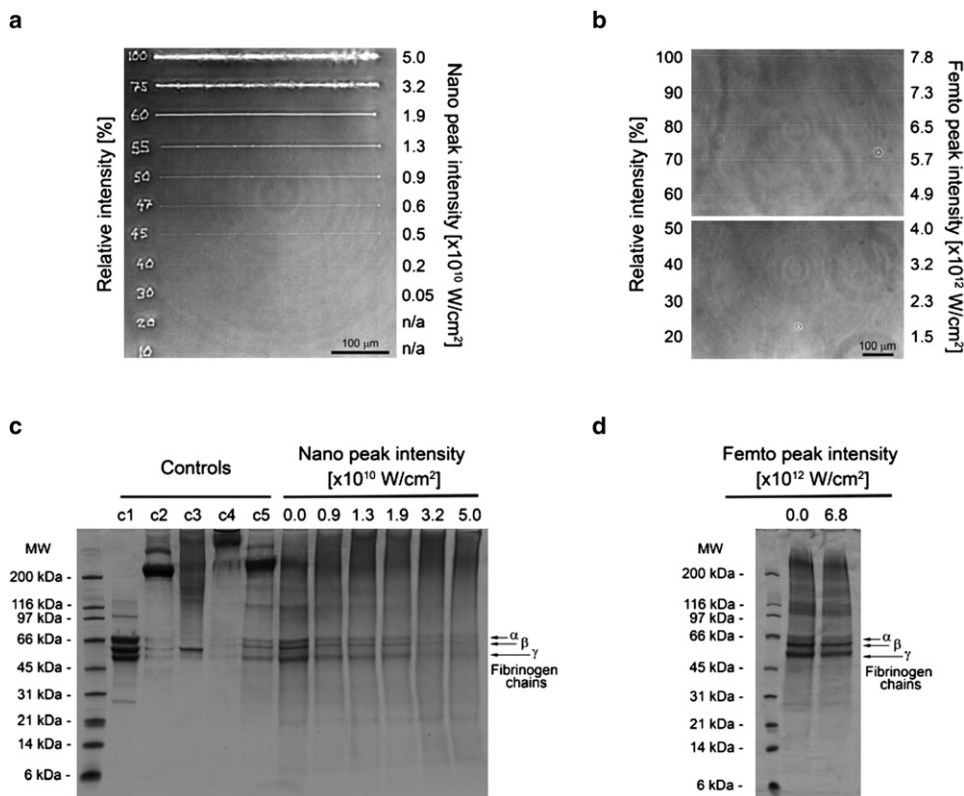 a
Relative intensity [%]
100 5.0
75 3.2
60 1.9
55 1.3
50 0.9
47 0.6
45 0.5
40 0.2
30 0.05
20 n/a
10 n/a
100 µm
Nano peak intensity [x10¹⁰ W/cm²]
b
Relative intensity [%]
100 7.8
90 7.3
80 6.5
70 5.7
60 4.9
50 4.0
40 3.2
30 2.3
20 1.5
100 µm
Femto peak intensity [x10¹² W/cm²]
c
Controls
Nano peak intensity
[x10¹⁰ W/cm²]
c1 c2 c3 c4 c5 0.0 0.9 1.3 1.9 3.2 5.0
MW
200 kDa -
116 kDa -
97 kDa -
66 kDa -
45 kDa -
31 kDa -
21 kDa -
14 kDa -
6 kDa -
α
β
γ
Fibrinogen
chains
d
Femto peak intensity
[x10¹² W/cm²]
0.0 6.8
MW
200 kDa -
116 kDa -
97 kDa -
66 kDa -
45 kDa -
31 kDa -
21 kDa -
14 kDa -
6 kDa -
α
β
γ
Fibrinogen
chains